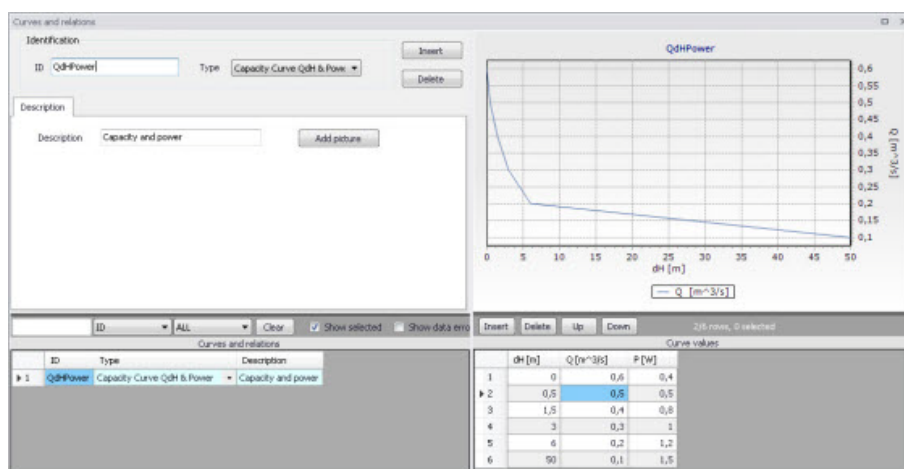 Curves and relations
Identification
ID QdHPower Type Capacity Curve QdH & Powe
Insert
Delete
Description
Description Capacity and power Add picture
QdHPower
0,6
0,55
0,5
0,45
0,4
0,35
0,3
0,25
0,2
0,15
0,1
Q [m^3/s]
0 5 10 15 20 25 30 35 40 45 50
dH [m]
Q [m^3/s]
ID ALL Clear Show selected Show data erro
Curves and relations
ID Type Description
1 QdHPower Capacity Curve QdH & Power Capacity and power
Insert Delete Up Down 2/6 rows, 0 selected
Curve values
dH [m] Q [m^3/s] P [W]
1 0 0,6 0,4
2 0,5 0,5 0,5
3 1,5 0,4 0,8
4 3 0,3 1
5 6 0,2 1,2
6 50 0,1 1,5